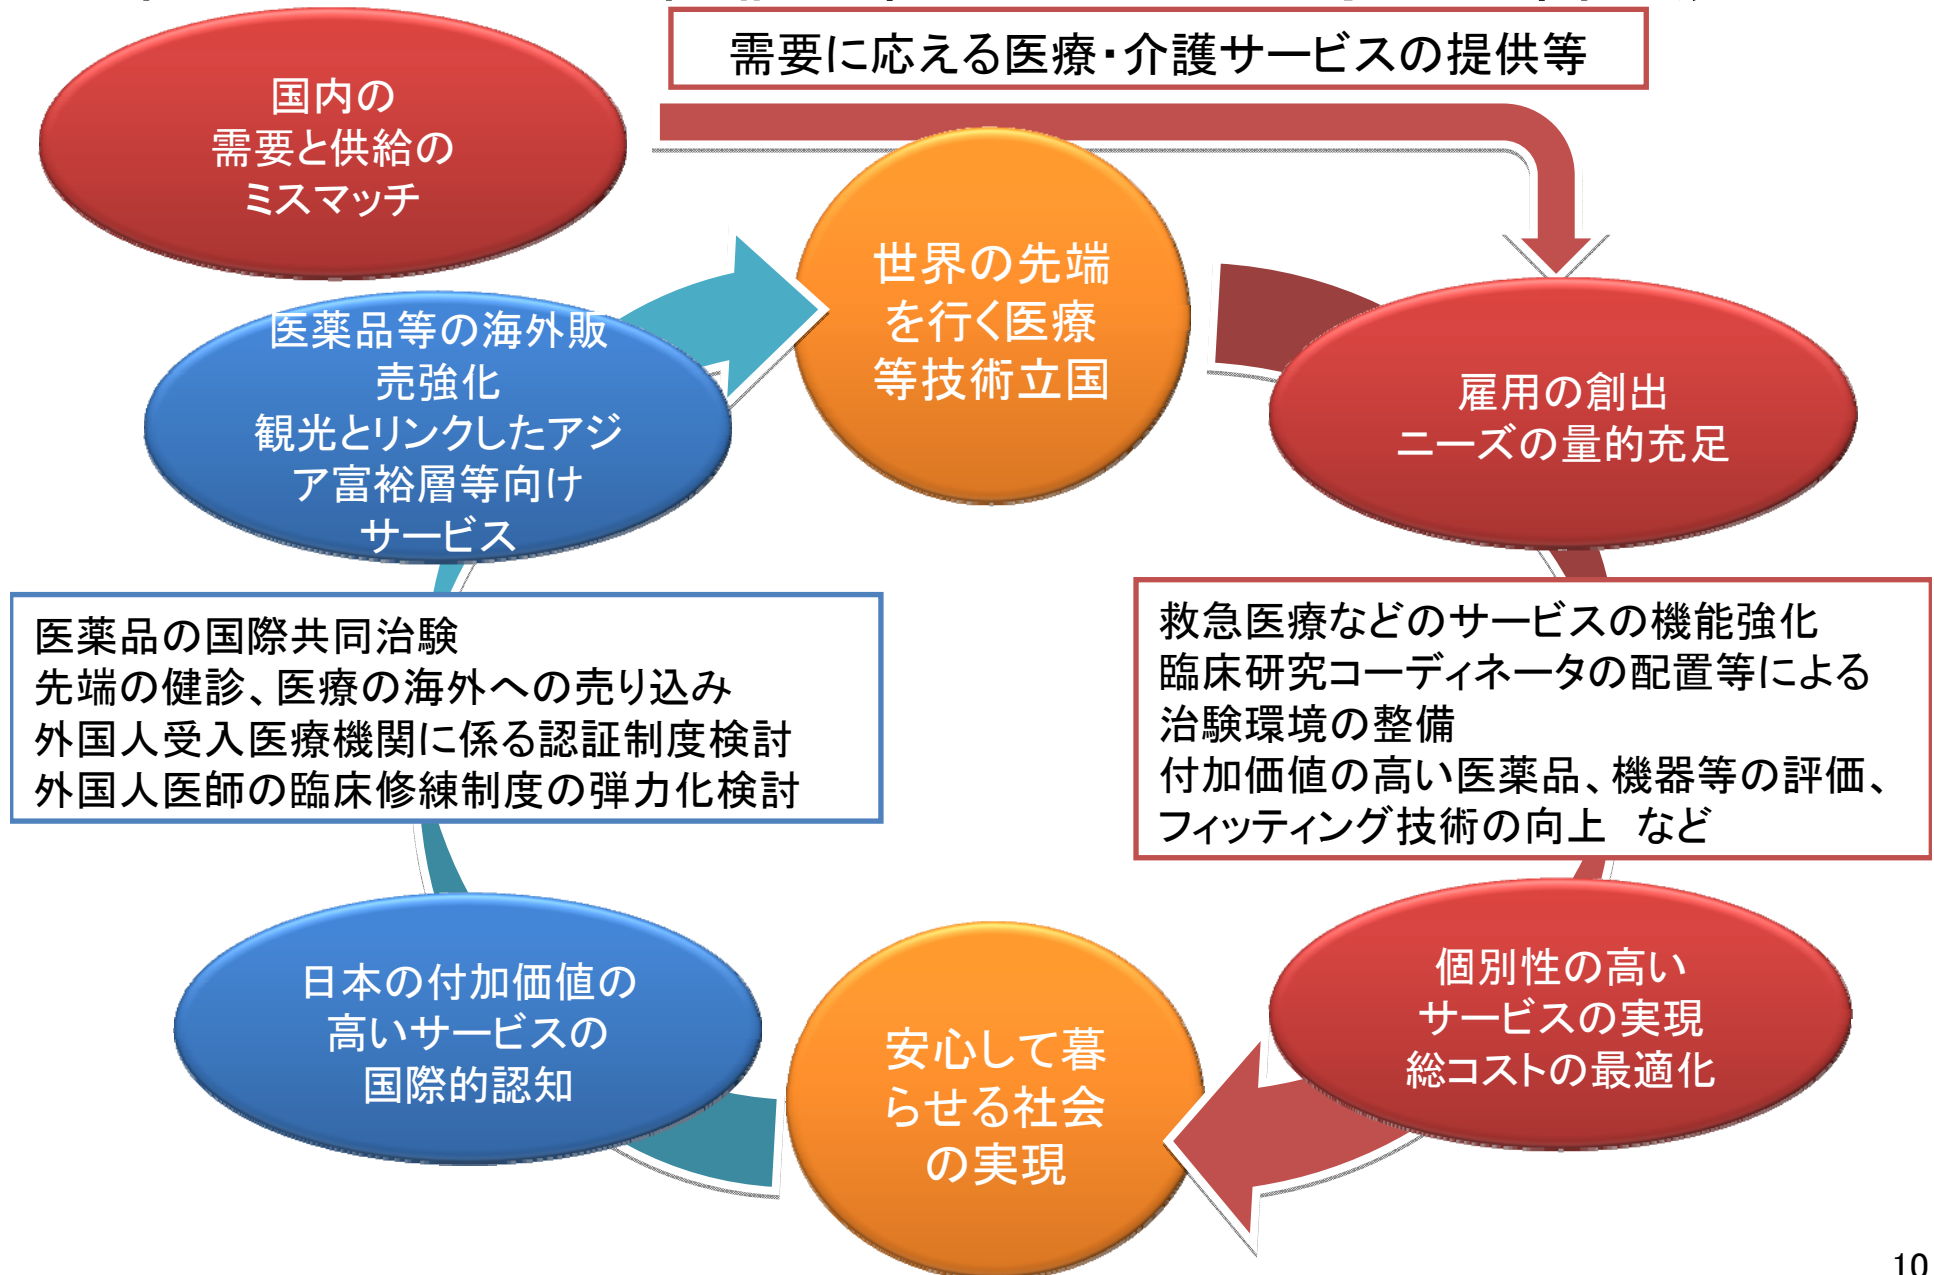 需要に応える医療・介護サービスの提供等
国内の
需要と供給の
ミスマッチ
世界の先端
を行く医療
等技術立国
医薬品等の海外販
売強化
観光とリンクしたアジ
ア富裕層等向け
サービス
雇用の創出
ニーズの量的充足
医薬品の国際共同治験
先端の健診、医療の海外への売り込み
外国人受入医療機関に係る認証制度検討
外国人医師の臨床修練制度の弾力化検討
救急医療などのサービスの機能強化
臨床研究コーディネータの配置等による
治験環境の整備
付加価値の高い医薬品、機器等の評価、
フィッティング技術の向上　など
日本の付加価値の
高いサービスの
国際的認知
安心して暮
らせる社会
の実現
個別性の高い
サービスの実現
総コストの最適化
10